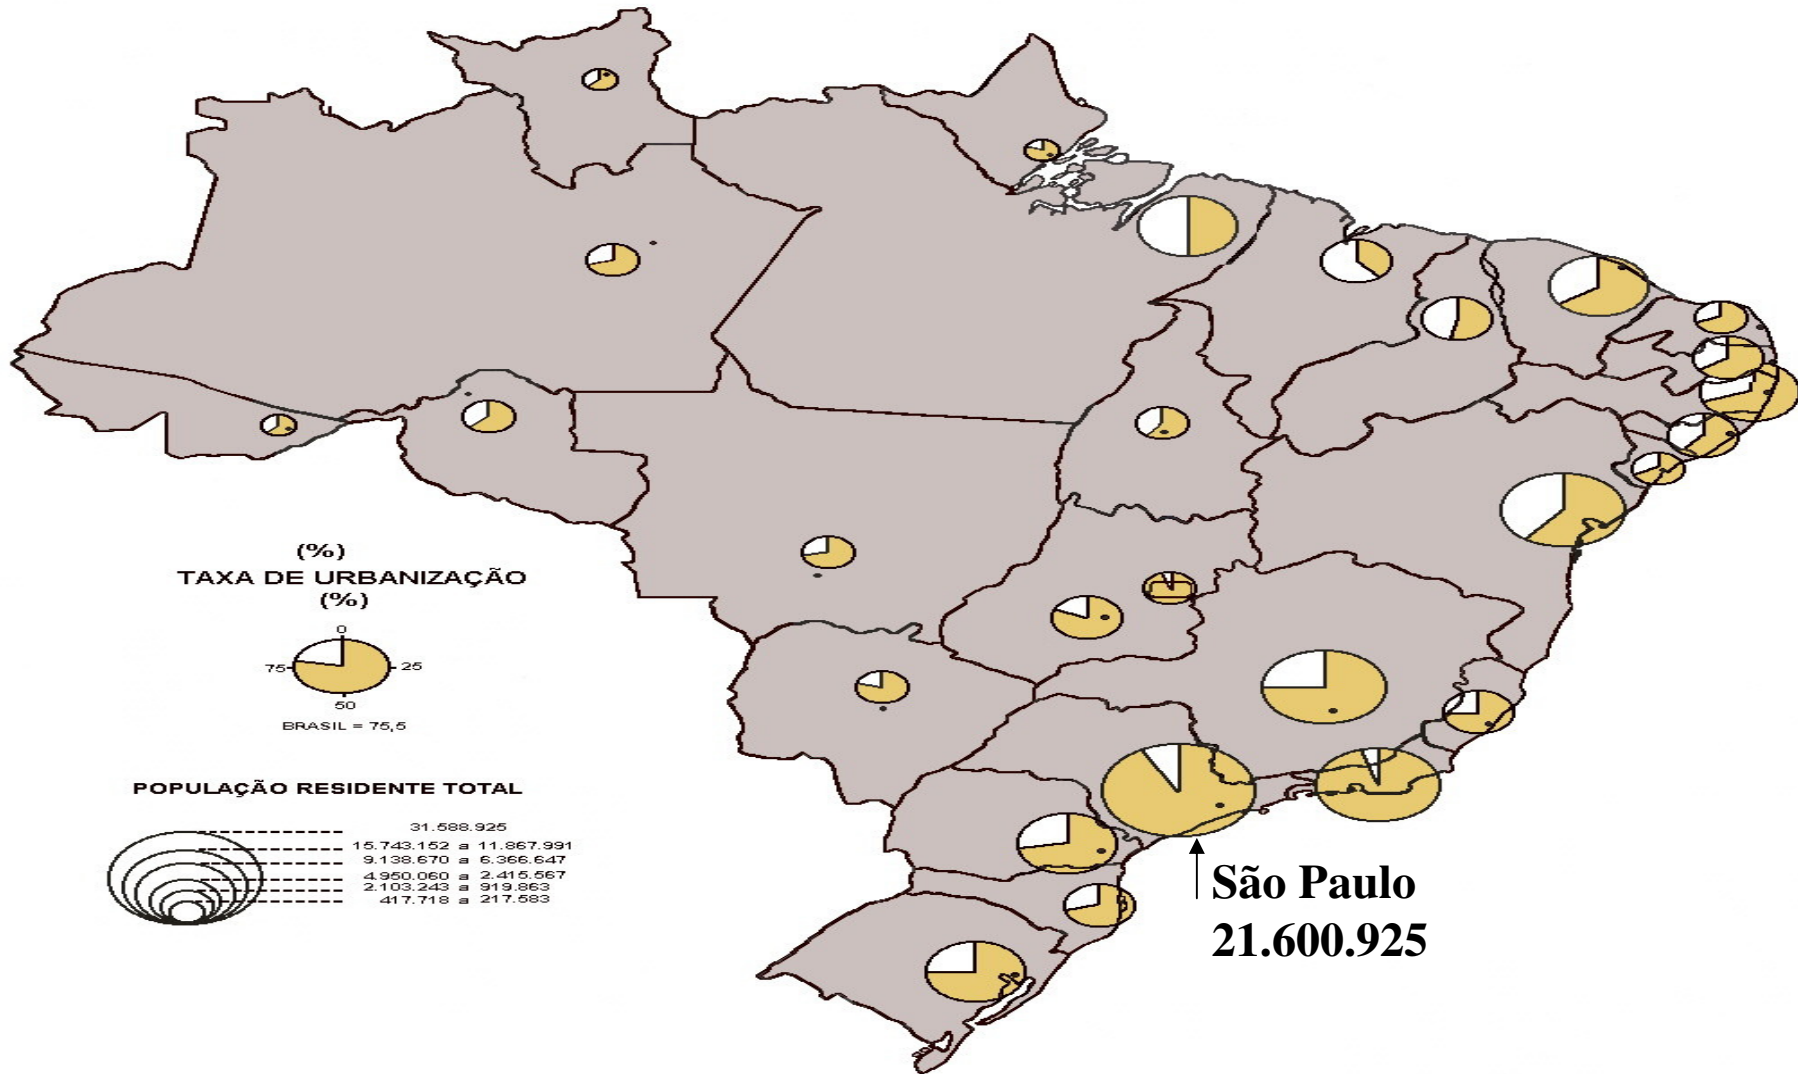 (%)
TAXA DE URBANIZAÇÃO
(%)
0
75
25
50
BRASIL = 75,5
POPULAÇÃO RESIDENTE TOTAL
31.588.925
15.743.152 a 11.867.991
9.138.670 a 6.366.647
4.950.060 a 2.415.567
2.103.243 a 919.863
417.718 a 217.583
São Paulo
21.600.925